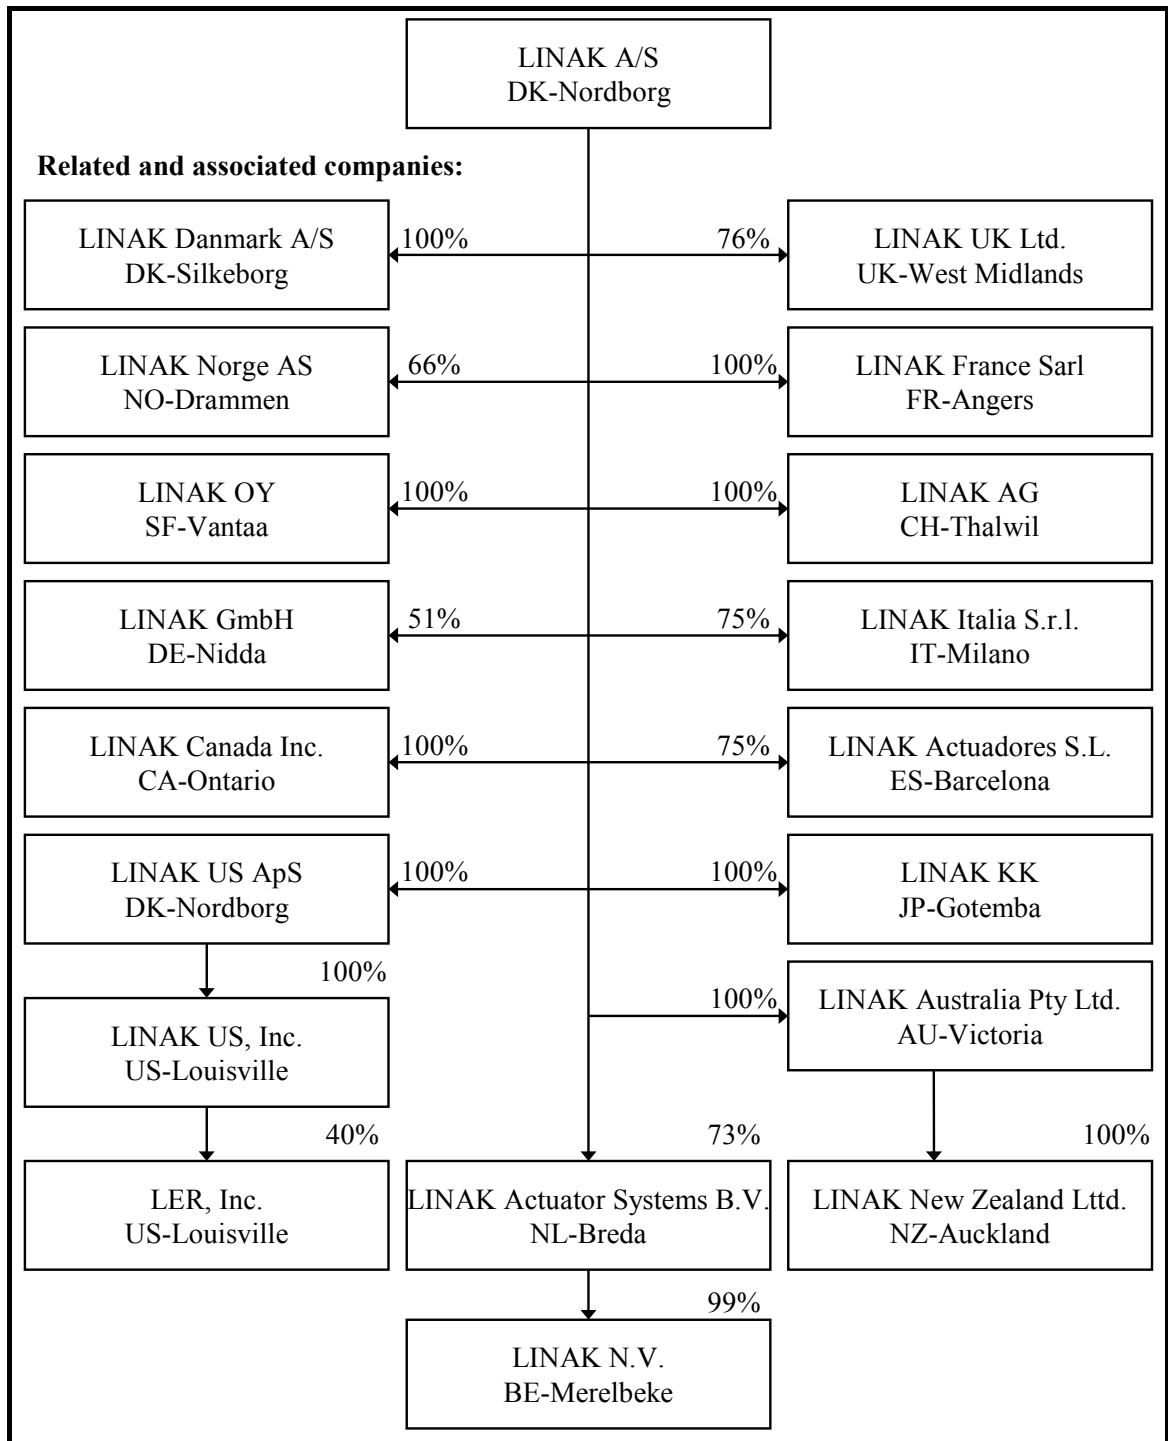 LINAK A/S
DK-Nordborg
Related and associated companies:
LINAK Danmark A/S
DK-Silkeborg
100%
76%
LINAK UK Ltd.
UK-West Midlands
LINAK Norge AS
NO-Drammen
66%
100%
LINAK France Sarl
FR-Angers
LINAK OY
SF-Vantaa
100%
100%
LINAK AG
CH-Thalwil
LINAK GmbH
DE-Nidda
51%
75%
LINAK Italia S.r.l.
IT-Milano
LINAK Canada Inc.
CA-Ontario
100%
75%
LINAK Actuadores S.L.
ES-Barcelona
LINAK US ApS
DK-Nordborg
100%
100%
LINAK KK
JP-Gotemba
100%
LINAK US, Inc.
US-Louisville
100%
LINAK Australia Pty Ltd.
AU-Victoria
40%
LER, Inc.
US-Louisville
73%
LINAK Actuator Systems B.V.
NL-Breda
100%
LINAK New Zealand Lttd.
NZ-Auckland
99%
LINAK N.V.
BE-Merelbeke